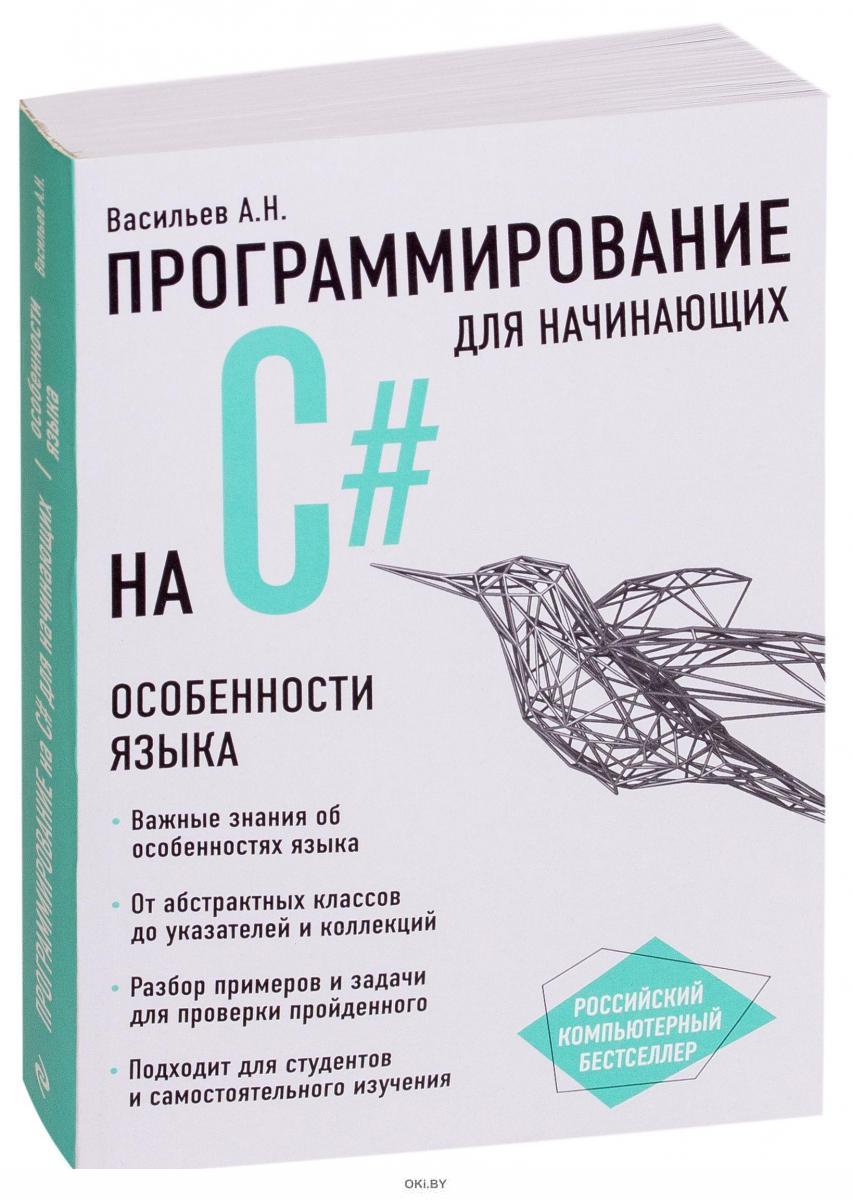 Васильев А.Н.
ПРОГРАММИРОВАНИЕ
ДЛЯ НАЧИНАЮЩИХ
НА C#
ОСОБЕННОСТИ
ЯЗЫКА
• Важные знания об
особенностях языка
• От абстрактных классов
до указателей и коллекций
• Разбор примеров и задачи
для проверки пройденного
• Подходит для студентов
и самостоятельного изучения
РОССИЙСКИЙ
КОМПЬЮТЕРНЫЙ
БЕСТСЕЛЛЕР
ПРОГРАММИРОВАНИЕ на C# для начинающих / особенности
языка
Васильев А.Н.
OKi.BY